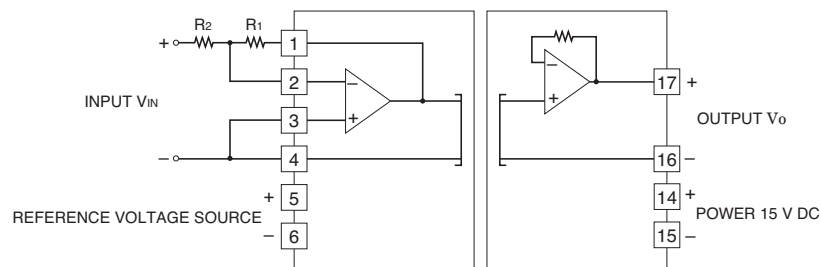 R2 R1
+ 1
2 −
INPUT VIN
3 +
− 4
+ 5
REFERENCE VOLTAGE SOURCE
− 6
−
+
17 +
OUTPUT Vo
16 −
14 +
POWER 15 V DC
15 −